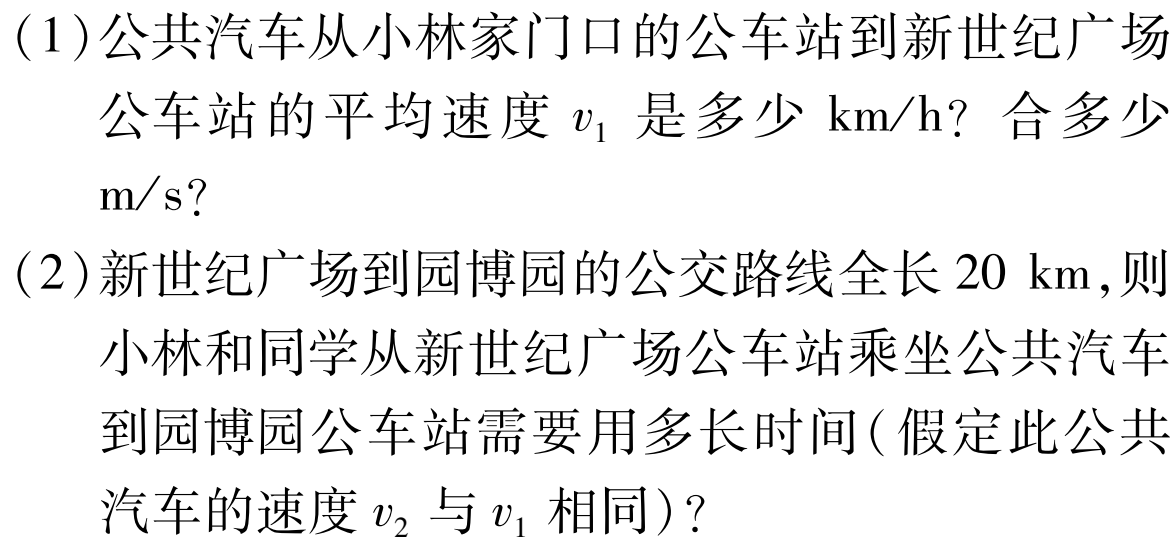 (1)公共汽车从小林家门口的公车站到新世纪广场
公车站的平均速度 v₁ 是多少 km/h? 合多少
m/s?
(2)新世纪广场到园博园的公交路线全长 20 km,则
小林和同学从新世纪广场公车站乘坐公共汽车
到园博园公车站需要用多长时间(假定此公共
汽车的速度 v₂ 与 v₁ 相同)?